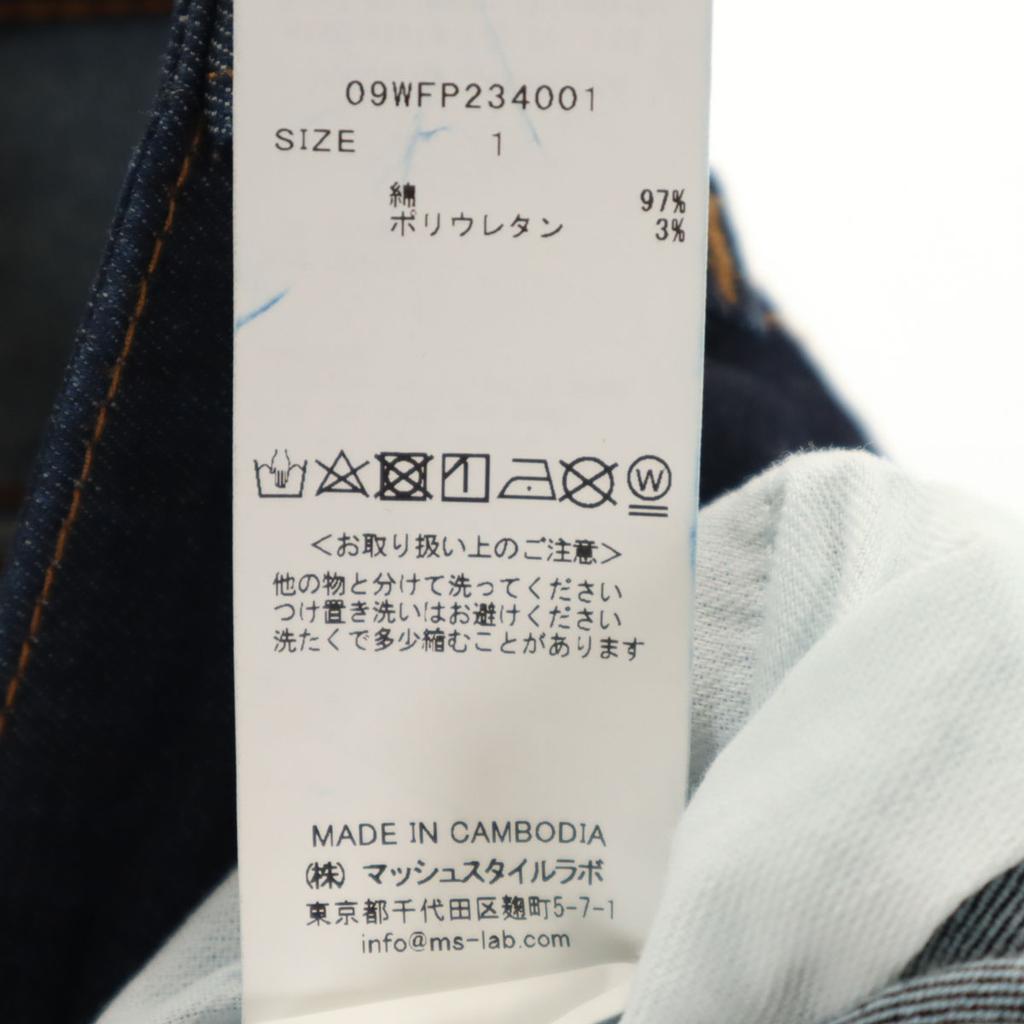 09WFP234001
SIZE 1
綿 97%
ポリウレタン 3%
W
<お取り扱い上のご注意>
他の物と分けて洗ってください
つけ置き洗いはお避けください
洗たくで多少縮むことがあります
MADE IN CAMBODIA
(株) マッシュスタイルラボ
東京都千代田区麹町5-7-1
info@ms-lab.com